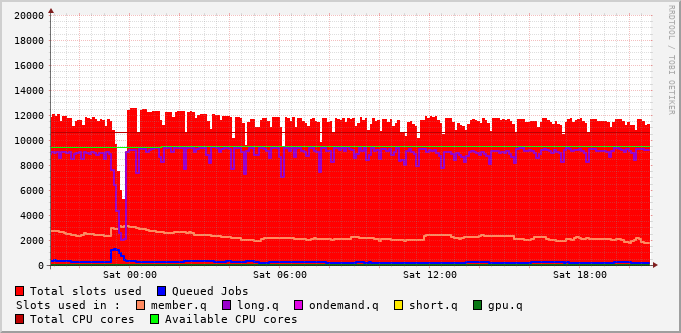 20000
18000
16000
14000
12000
10000
8000
6000
4000
2000
0
Sat 00:00 Sat 06:00 Sat 12:00 Sat 18:00
RRDTOOL / TOBI OETIKER
Total slots used Queued Jobs
Slots used in : member.q long.q ondemand.q short.q gpu.q
Total CPU cores Available CPU cores